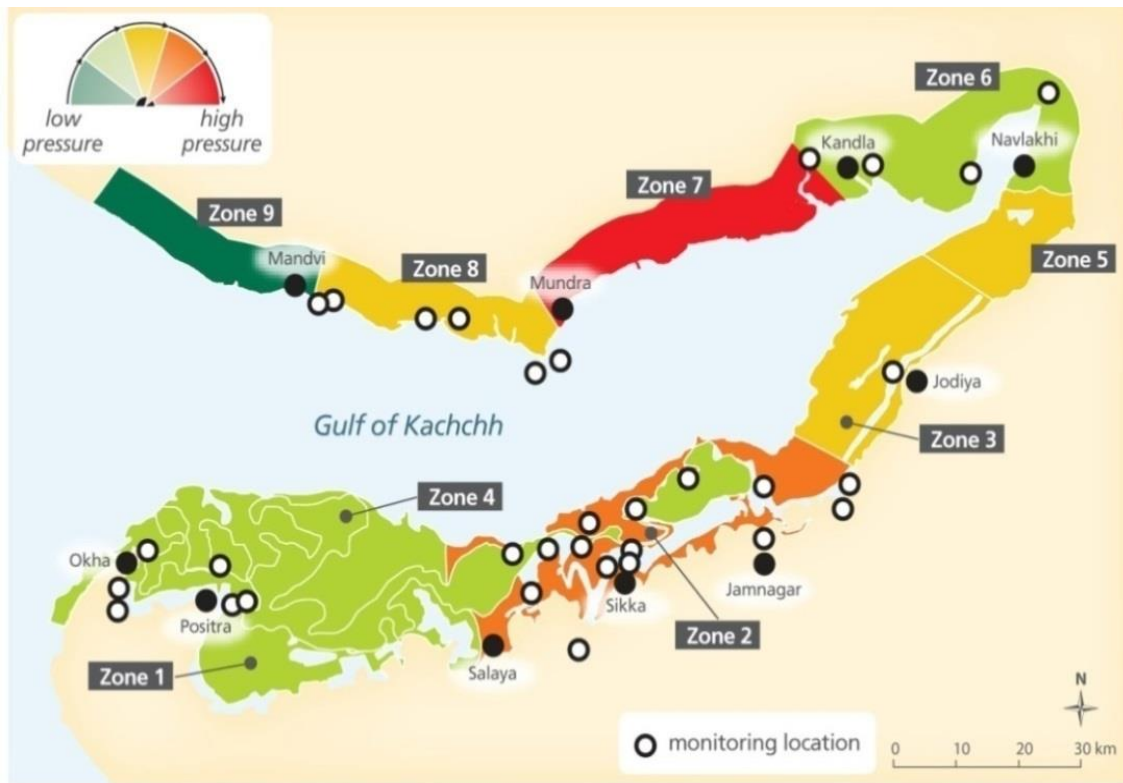 low
pressure
high
pressure
Zone 6
Kandla
Navlakhi
Zone 7
Zone 9
Mandvi
Zone 8
Mundra
Zone 5
Jodiya
Gulf of Kachchh
Zone 3
Zone 4
Okha
Positra
Sikka
Jamnagar
Zone 2
Zone 1
Salaya
N
monitoring location
0 10 20 30 km